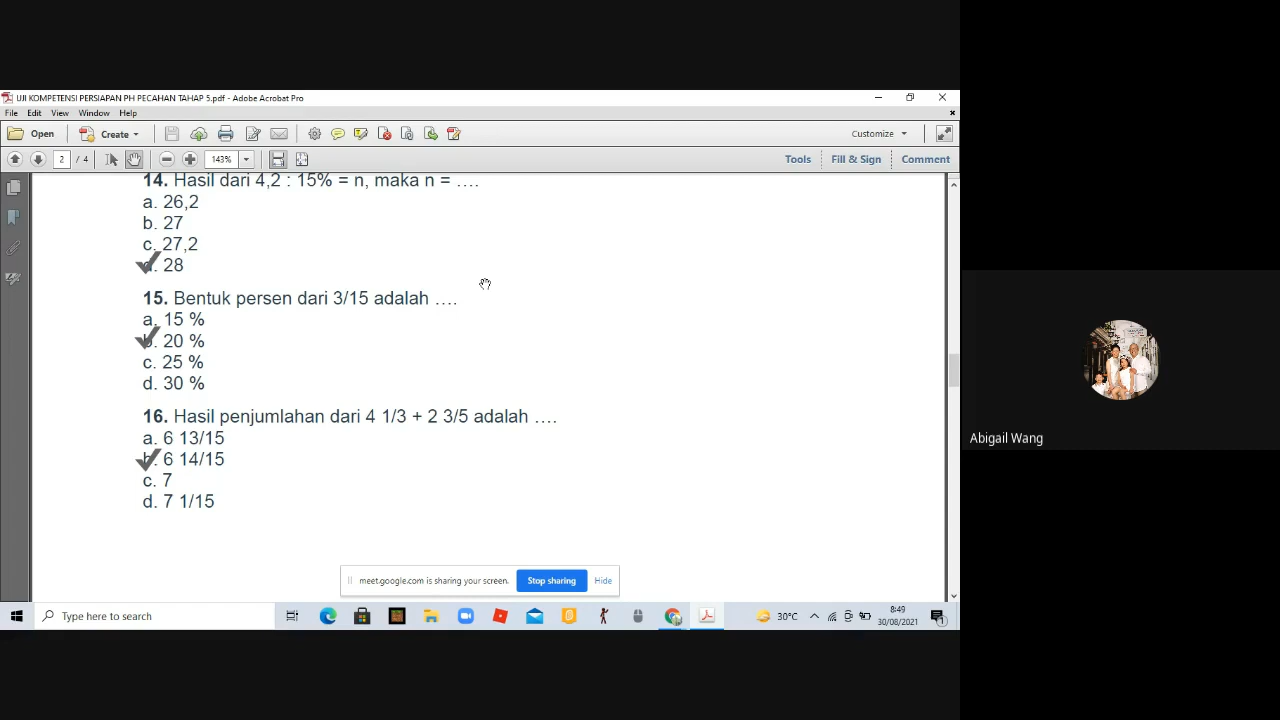 UJI KOMPETENSI PERSIAPAN PH PECAHAN TAHAP 5.pdf - Adobe Acrobat Pro
File Edit View Window Help
Open Create Customize
2 / 4 143% Tools Fill & Sign Comment
14. Hasil dari 4,2 : 15% = n, maka n = ….
a. 26,2
b. 27
c. 27,2
d. 28
15. Bentuk persen dari 3/15 adalah ….
a. 15 %
b. 20 %
c. 25 %
d. 30 %
16. Hasil penjumlahan dari 4 1/3 + 2 3/5 adalah ….
a. 6 13/15
b. 6 14/15
c. 7
d. 7 1/15
Abigail Wang
meet.google.com is sharing your screen. Stop sharing Hide
Type here to search 30°C 8:49
30/08/2021